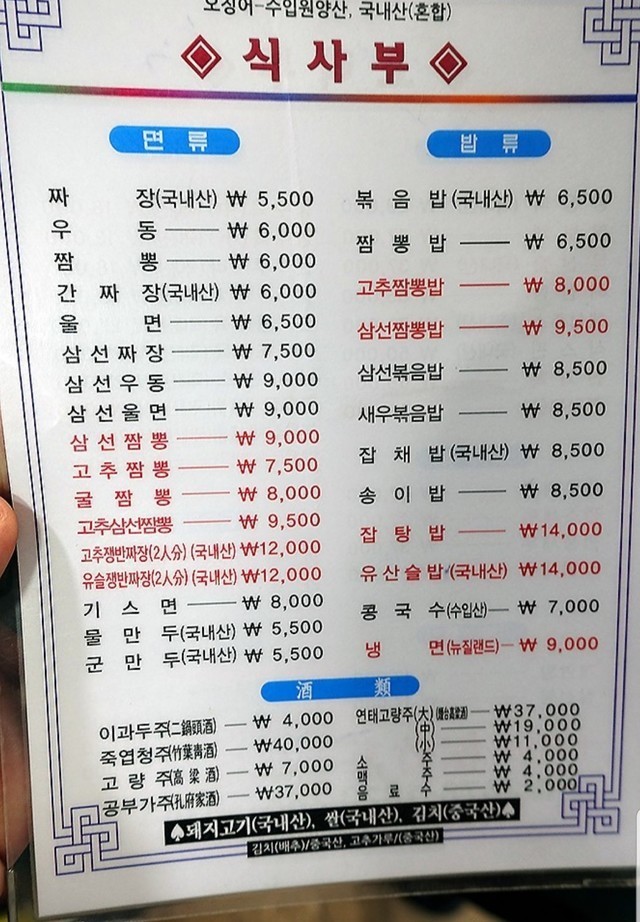 오징어-수입원양산, 국내산(혼합)
식사부
면류
짜장(국내산) ₩ 5,500
우동 ₩ 6,000
짬뽕 ₩ 6,000
간짜장(국내산) ₩ 6,000
울면 ₩ 6,500
삼선짜장 ₩ 7,500
삼선우동 ₩ 9,000
삼선울면 ₩ 9,000
삼선짬뽕 ₩ 9,000
고추짬뽕 ₩ 7,500
굴짬뽕 ₩ 8,000
고추삼선짬뽕 ₩ 9,500
고추쟁반짜장(2人分) (국내산) ₩12,000
유슬쟁반짜장(2人分) (국내산) ₩12,000
기스면 ₩ 8,000
물만두(국내산) ₩ 5,500
군만두(국내산) ₩ 5,500
밥류
볶음밥(국내산) ₩ 6,500
짬뽕밥 ₩ 6,500
고추짬뽕밥 ₩ 8,000
삼선짬뽕밥 ₩ 9,500
삼선볶음밥 ₩ 8,500
새우볶음밥 ₩ 8,500
잡채밥(국내산) ₩ 8,500
송이밥 ₩ 8,500
잡탕밥 ₩14,000
유산슬밥(국내산) ₩14,000
콩국수(수입산) ₩ 7,000
냉면(뉴질랜드) ₩ 9,000
酒類
이과두주(二鍋頭酒) ₩ 4,000
죽엽청주(竹葉靑酒) ₩40,000
고량주(高梁酒) ₩ 7,000
공부가주(孔府家酒) ₩37,000
연태고량주(大)(烟台高粱酒) ₩37,000
(中) ₩19,000
(小) ₩11,000
소주 ₩ 4,000
맥주 ₩ 4,000
음료수 ₩ 2,000
♠돼지고기(국내산), 쌀(국내산), 김치(중국산)♠
김치(배추)/중국산, 고추가루/(중국산)